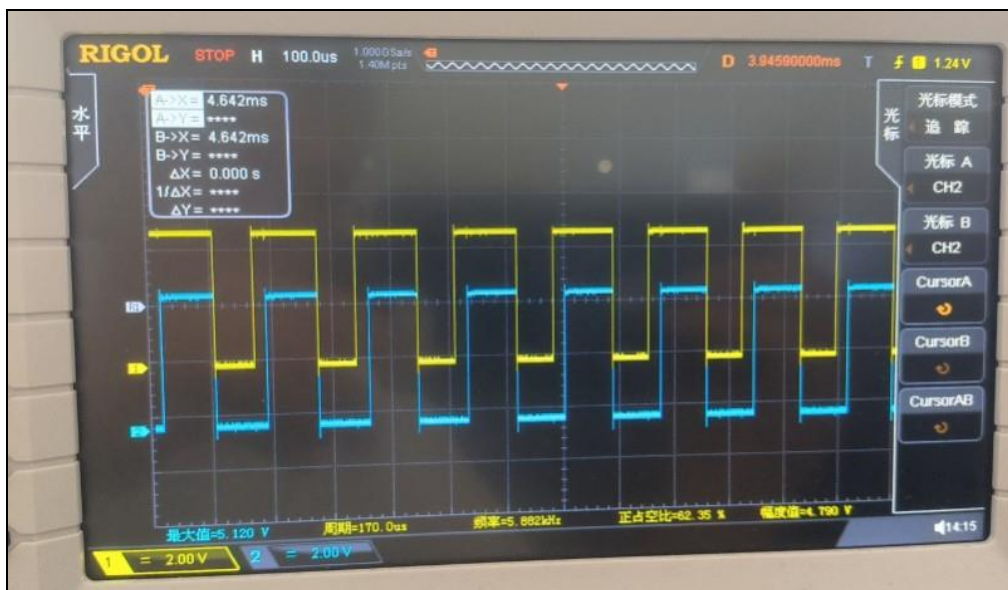 RIGOL STOP H 100.0us 1.000GSa/s 1.40M pts D 3.94590000ms T 1 1.24V
水平
A->X= 4.642ms
A->Y= ****
B->X= 4.642ms
B->Y= ****
ΔX= 0.000 s
1/ΔX= ****
ΔY= ****
光标
光标模式
追 踪
光标 A
CH2
光标 B
CH2
CursorA
CursorB
CursorAB
1
2
最大值=5.120 V 周期=170.0us 频率=5.882kHz 正占空比=62.35 % 幅度值=4.790 V
1 = 2.00V 2 = 2.00V 14:15